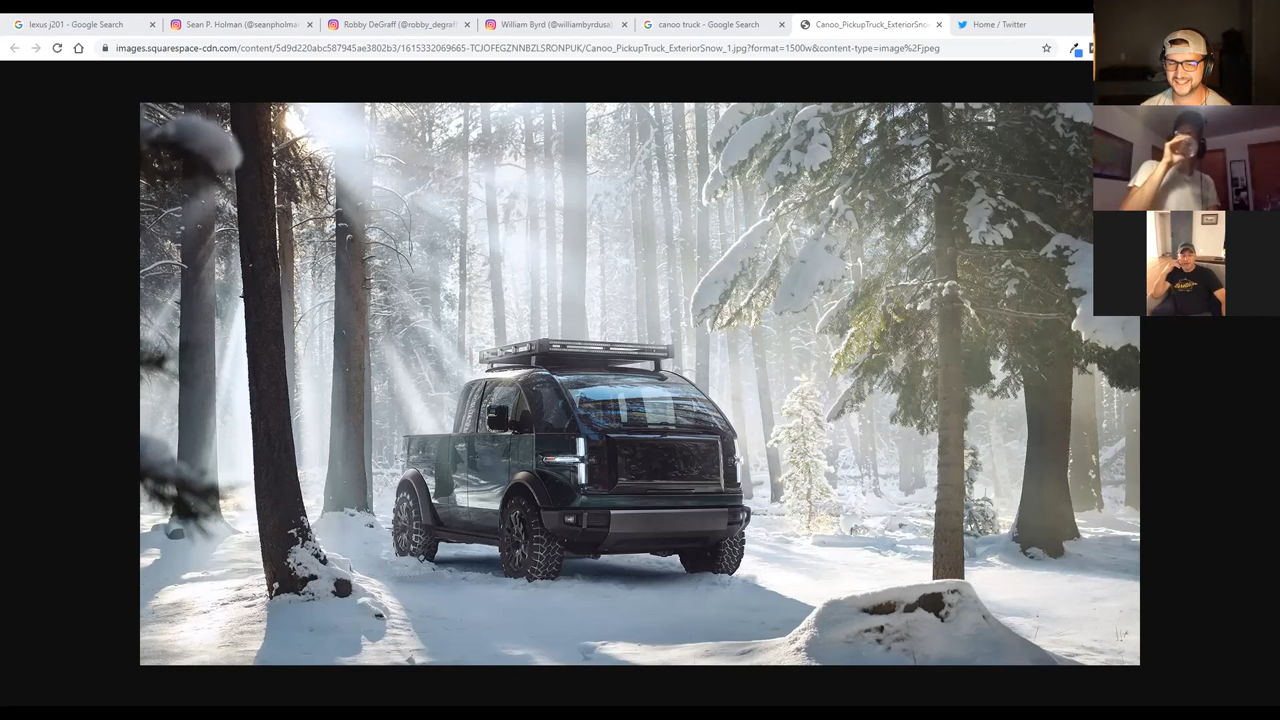 lexus j201 - Google Search
Sean P. Holman (@seanpholma
Robby DeGraff (@robby_degraff
William Byrd (@williambyrdusa)
canoo truck - Google Search
Canoo_PickupTruck_ExteriorSno
Home / Twitter
images.squarespace-cdn.com/content/5d9d220abc587945ae3802b3/1615332069665-TCJOFEGZNNBZLSRONPUK/Canoo_PickupTruck_ExteriorSnow_1.jpg?format=1500w&content-type=image%2Fjpeg